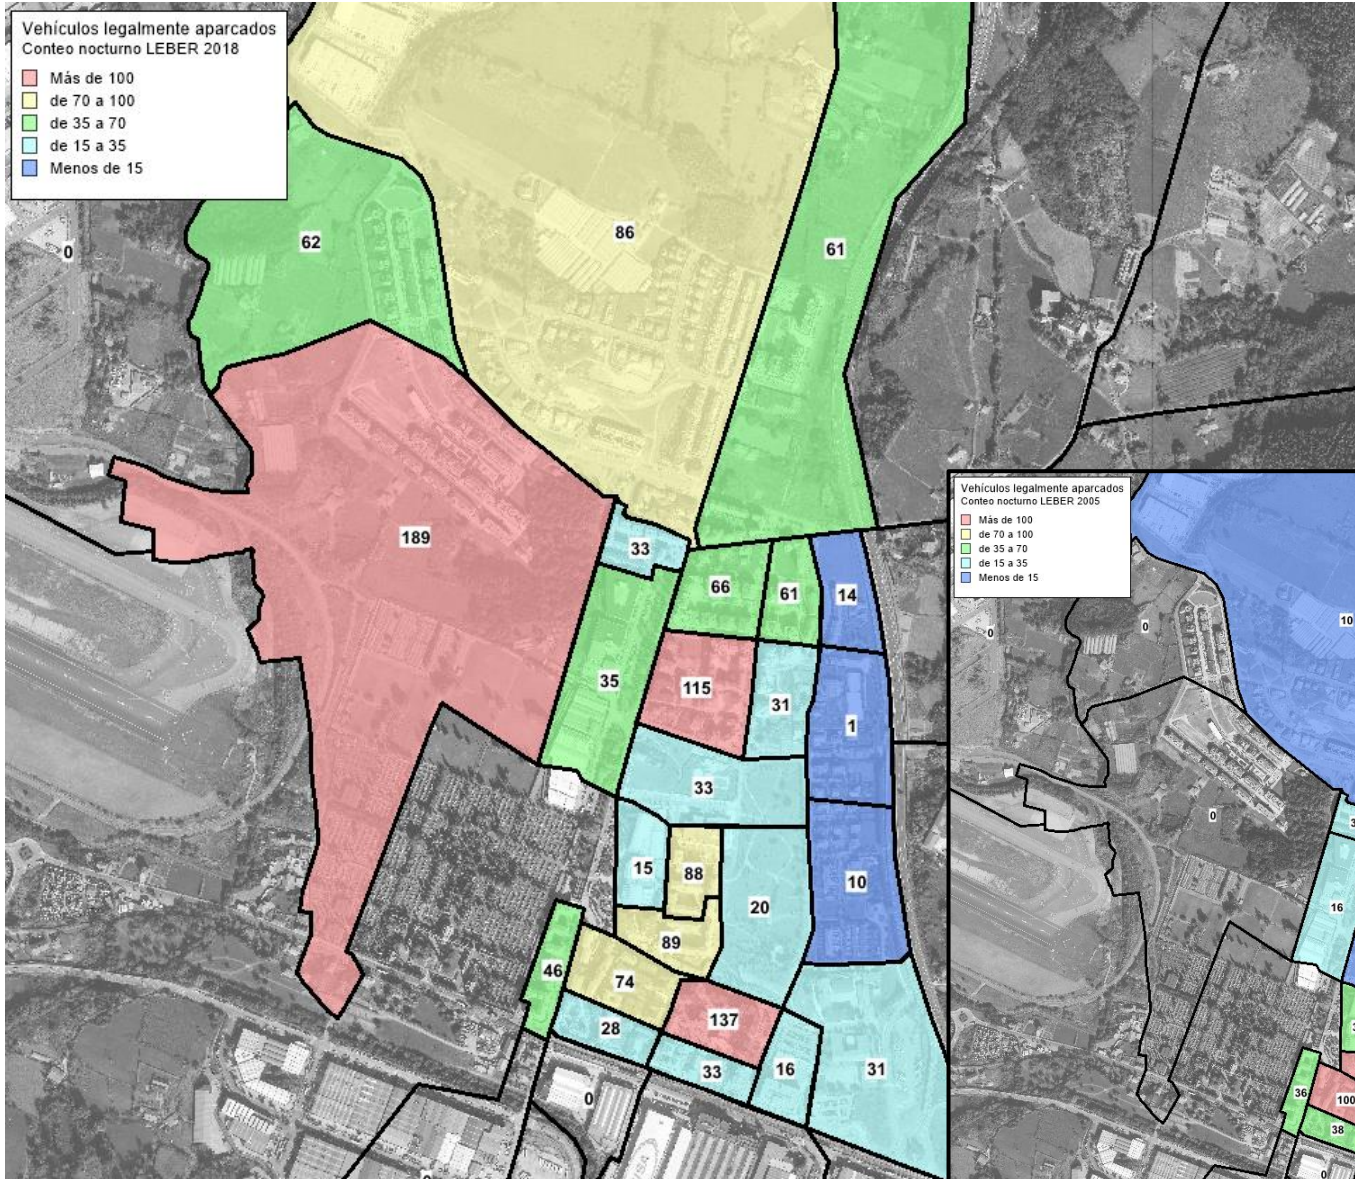 Vehículos legalmente aparcados
Conteo nocturno LEBER 2018
Más de 100
de 70 a 100
de 35 a 70
de 15 a 35
Menos de 15
0
62
86
61
189
33
66
61
14
35
115
31
1
33
15
88
20
10
89
46
74
28
137
33
16
31
0
Vehículos legalmente aparcados
Conteo nocturno LEBER 2005
Más de 100
de 70 a 100
de 35 a 70
de 15 a 35
Menos de 15
0
0
10
0
16
36
100
38
0